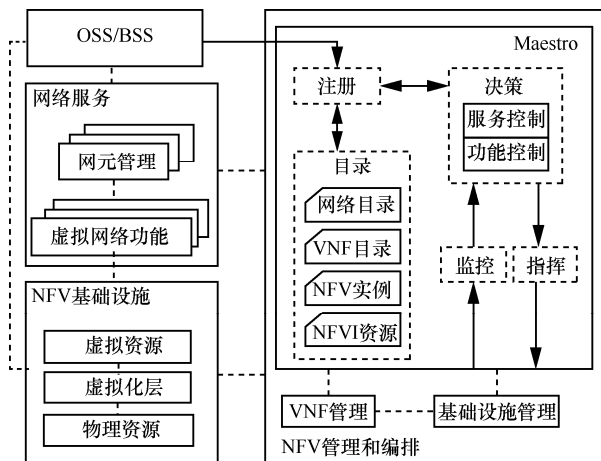 OSS/BSS
网络服务
网元管理
虚拟网络功能
NFV基础设施
虚拟资源
虚拟化层
物理资源
Maestro
注册
决策
服务控制
功能控制
目录
网络目录
VNF目录
NFV实例
NFVI资源
监控
指挥
VNF管理
基础设施管理
NFV管理和编排